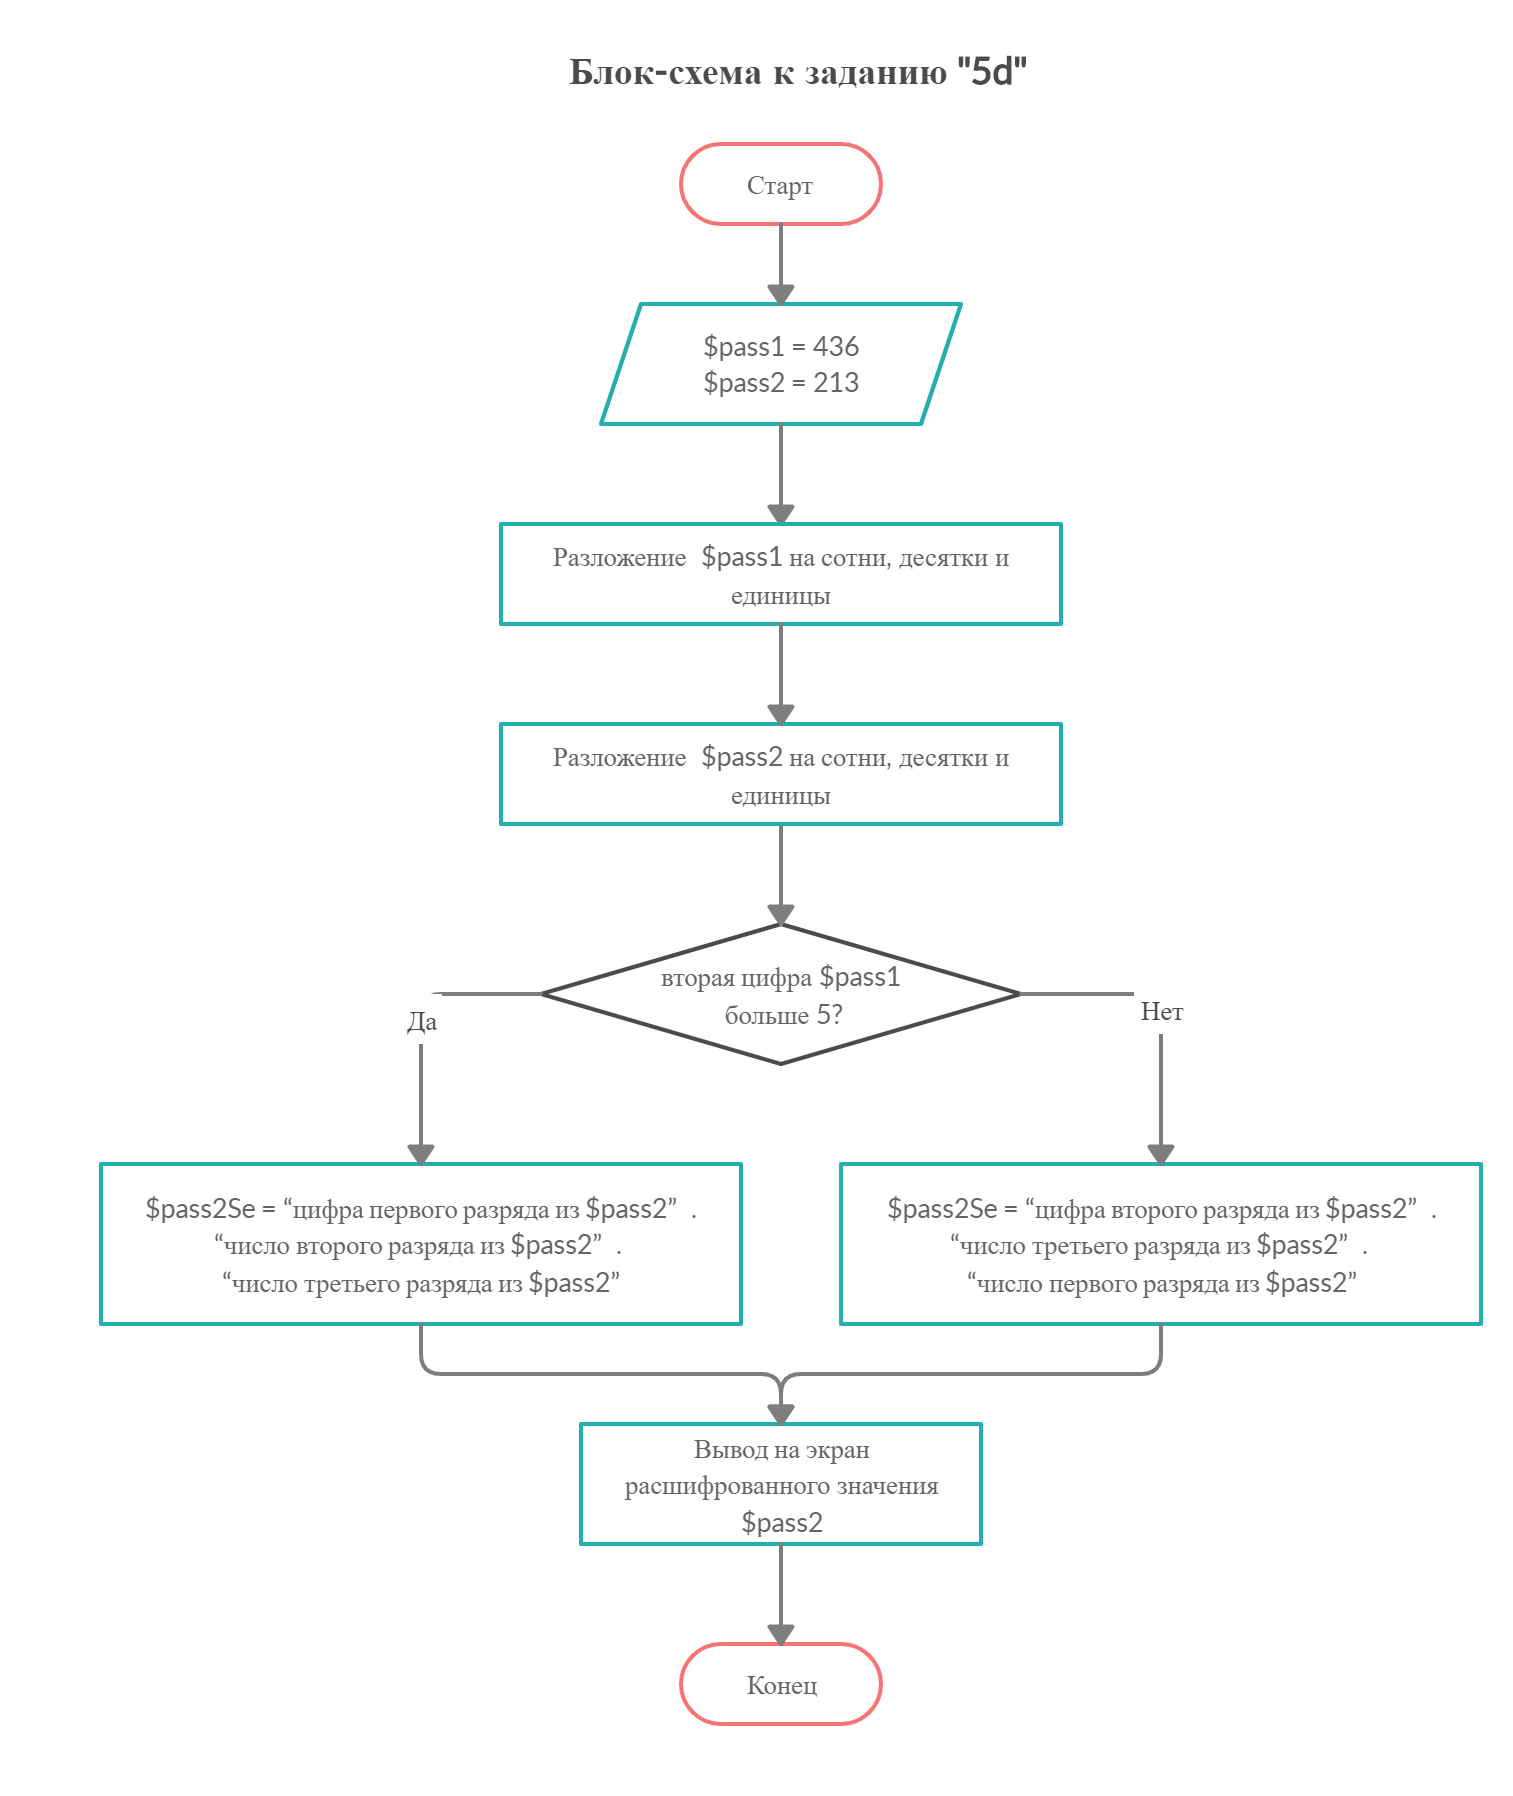 Блок-схема к заданию "5d"
Старт
$pass1 = 436
$pass2 = 213
Разложение $pass1 на сотни, десятки и
единицы
Разложение $pass2 на сотни, десятки и
единицы
вторая цифра $pass1
больше 5?
Да
Нет
$pass2Se = “цифра первого разряда из $pass2” .
“число второго разряда из $pass2” .
“число третьего разряда из $pass2”
$pass2Se = “цифра второго разряда из $pass2” .
“число третьего разряда из $pass2” .
“число первого разряда из $pass2”
Вывод на экран
расшифрованного значения
$pass2
Конец